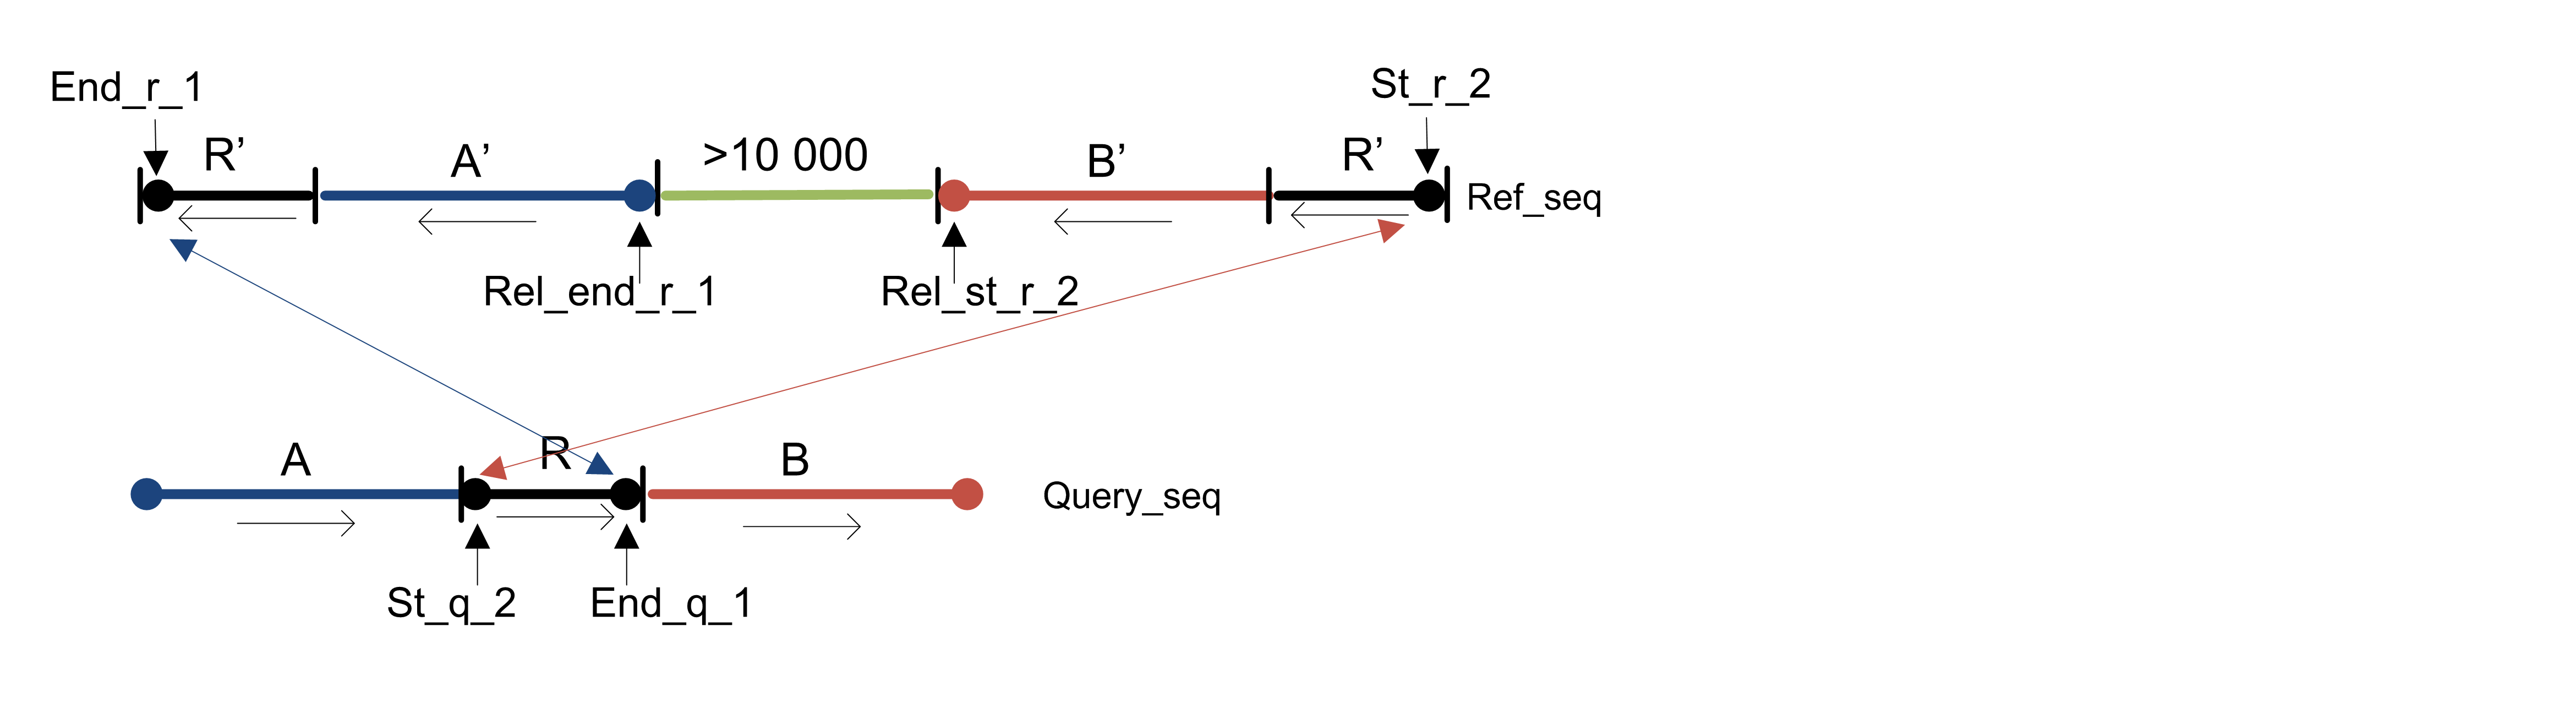 End_r_1
St_r_2
R’
A’
>10 000
B’
R’
Ref_seq
Rel_end_r_1
Rel_st_r_2
A
R
B
Query_seq
St_q_2
End_q_1